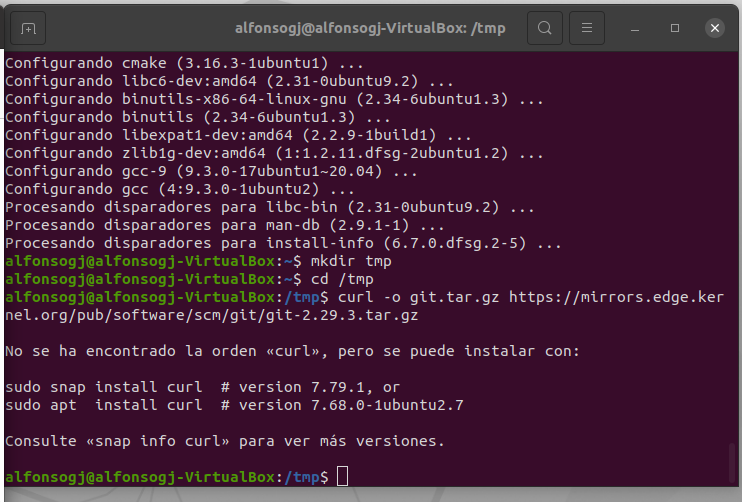 alfonsogj@alfonsogj-VirtualBox: /tmp
Configurando cmake (3.16.3-1ubuntu1) ...
Configurando libc6-dev:amd64 (2.31-0ubuntu9.2) ...
Configurando binutils-x86-64-linux-gnu (2.34-6ubuntu1.3) ...
Configurando binutils (2.34-6ubuntu1.3) ...
Configurando libexpat1-dev:amd64 (2.2.9-1build1) ...
Configurando zlib1g-dev:amd64 (1:1.2.11.dfsg-2ubuntu1.2) ...
Configurando gcc-9 (9.3.0-17ubuntu1~20.04) ...
Configurando gcc (4:9.3.0-1ubuntu2) ...
Procesando disparadores para libc-bin (2.31-0ubuntu9.2) ...
Procesando disparadores para man-db (2.9.1-1) ...
Procesando disparadores para install-info (6.7.0.dfsg.2-5) ...
alfonsogj@alfonsogj-VirtualBox:~$ mkdir tmp
alfonsogj@alfonsogj-VirtualBox:~$ cd /tmp
alfonsogj@alfonsogj-VirtualBox:/tmp$ curl -o git.tar.gz https://mirrors.edge.ker
nel.org/pub/software/scm/git/git-2.29.3.tar.gz
No se ha encontrado la orden «curl», pero se puede instalar con:
sudo snap install curl  # version 7.79.1, or
sudo apt  install curl  # version 7.68.0-1ubuntu2.7
Consulte «snap info curl» para ver más versiones.
alfonsogj@alfonsogj-VirtualBox:/tmp$